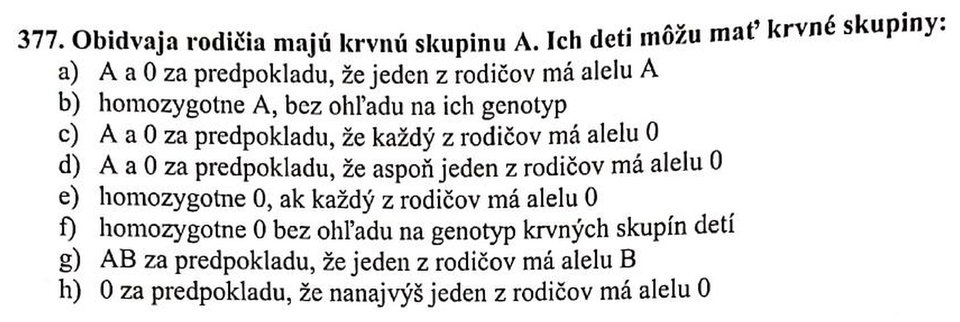 377. Obidvaja rodičia majú krvnú skupinu A. Ich deti môžu mať krvné skupiny:
a) A a 0 za predpokladu, že jeden z rodičov má alelu A
b) homozygotne A, bez ohľadu na ich genotyp
c) A a 0 za predpokladu, že každý z rodičov má alelu 0
d) A a 0 za predpokladu, že aspoň jeden z rodičov má alelu 0
e) homozygotne 0, ak každý z rodičov má alelu 0
f) homozygotne 0 bez ohľadu na genotyp krvných skupín detí
g) AB za predpokladu, že jeden z rodičov má alelu B
h) 0 za predpokladu, že nanajvýš jeden z rodičov má alelu 0